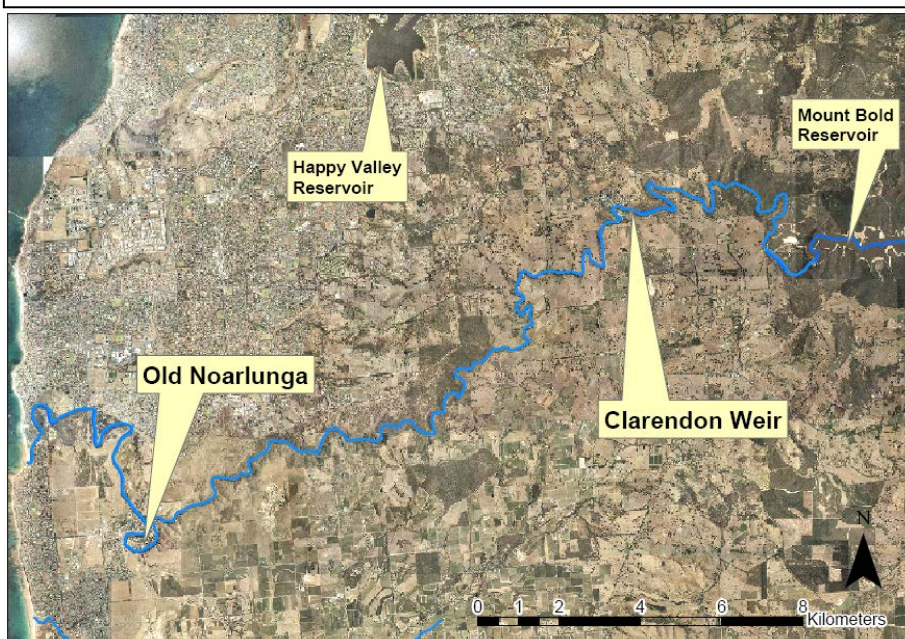 Mount Bold
Reservoir
Happy Valley
Reservoir
Old Noarlunga
Clarendon Weir
N
0 1 2 4 6 8
Kilometers